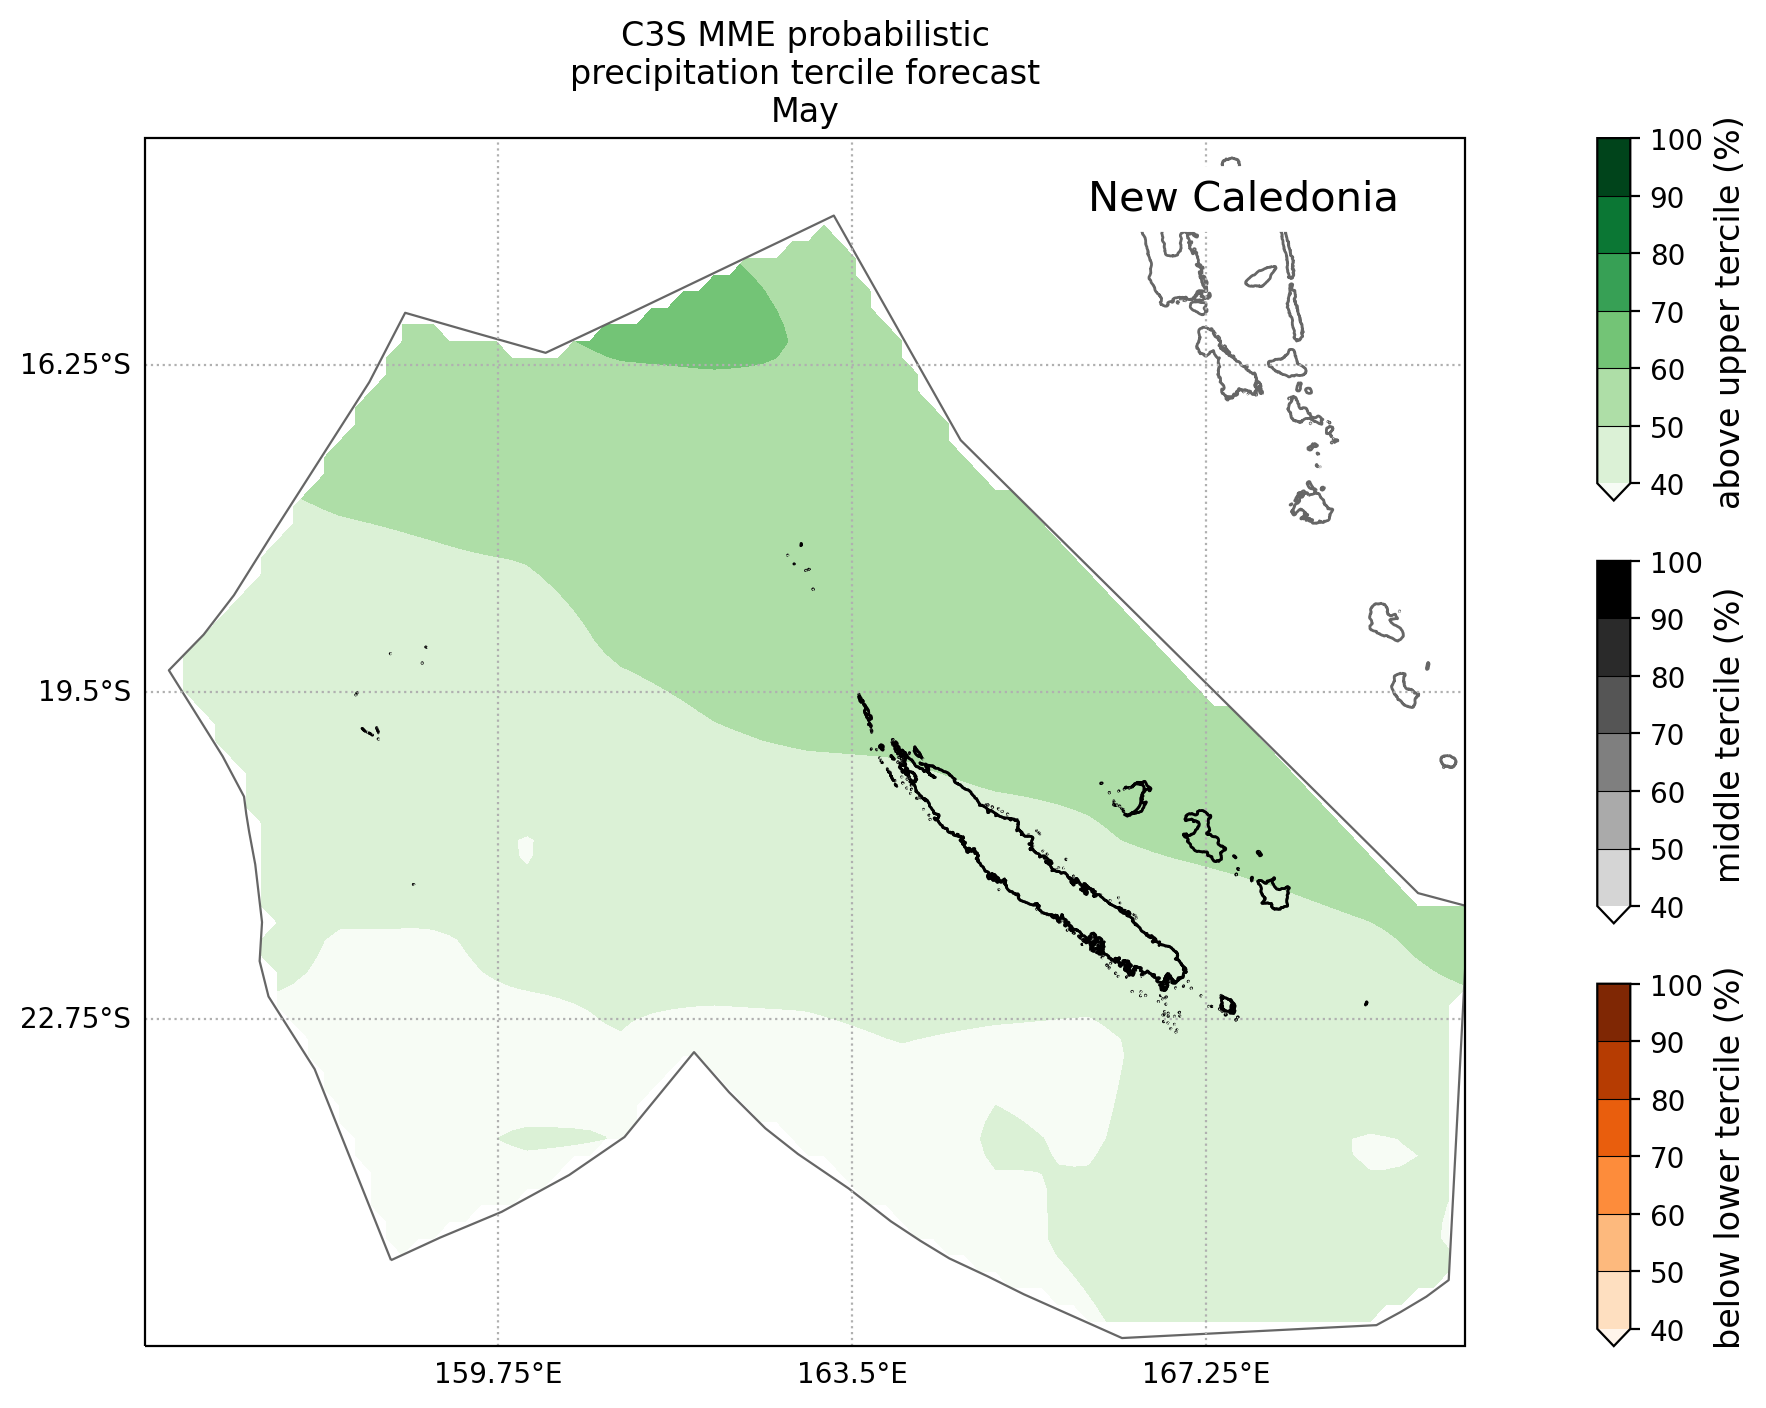 C3S MME probabilistic
precipitation tercile forecast
May
New Caledonia
16.25°S
19.5°S
22.75°S
159.75°E
163.5°E
167.25°E
100
90
80
70
60
50
40
above upper tercile (%)
100
90
80
70
60
50
40
middle tercile (%)
100
90
80
70
60
50
40
below lower tercile (%)